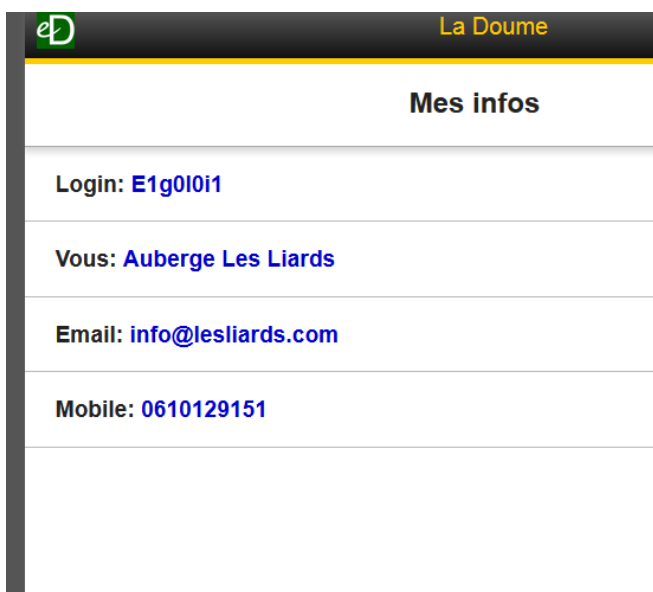 eD
La Doume
Mes infos
Login: E1g0l0i1
Vous: Auberge Les Liards
Email: info@lesliards.com
Mobile: 0610129151